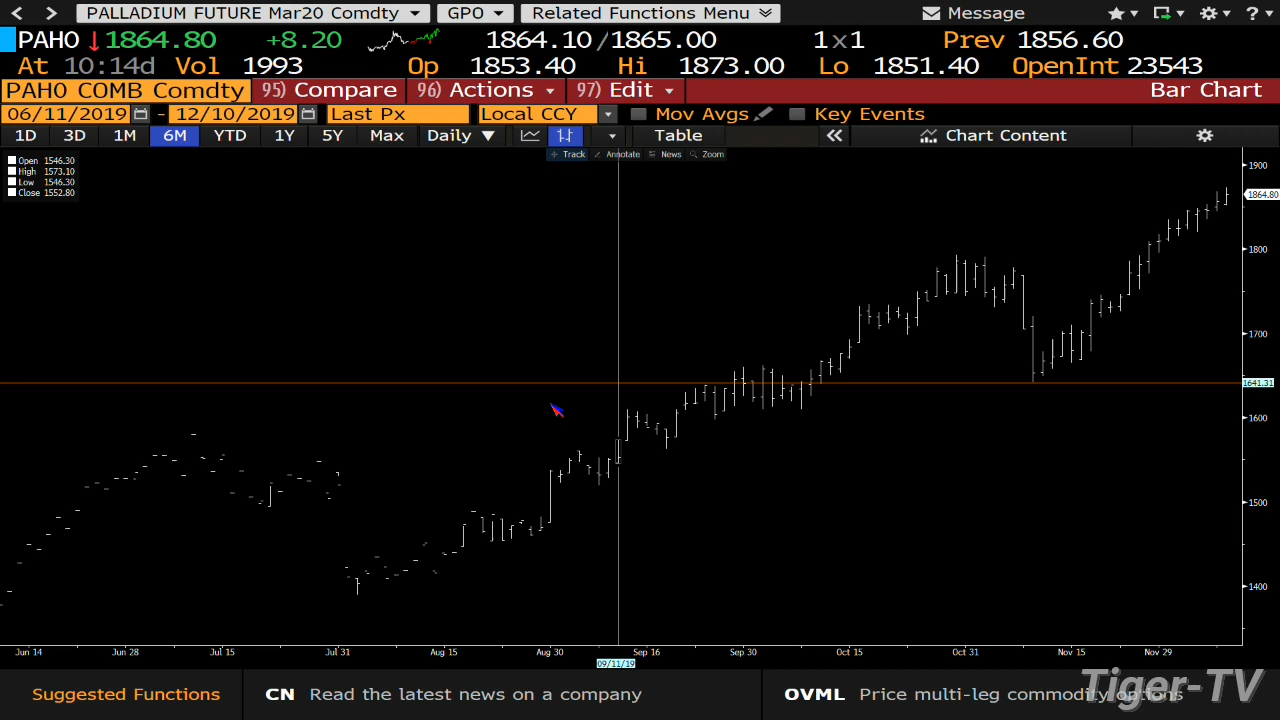 PALLADIUM FUTURE Mar20 Comdty GPO Related Functions Menu Message ?
PAH0 1864.80 +8.20 1864.10/1865.00 1x1 Prev 1856.60
At 10:14d Vol 1993 Op 1853.40 Hi 1873.00 Lo 1851.40 OpenInt 23543
PAH0 COMB Comdty 95) Compare 96) Actions 97) Edit Bar Chart
06/11/2019 - 12/10/2019 Last Px Local CCY Mov Avgs Key Events
1D 3D 1M 6M YTD 1Y 5Y Max Daily ▼ Table Chart Content
Track Annotate News Zoom
Open 1546.30
High 1573.10
Low 1546.30
Close 1552.80
1900
1864.80
1800
1700
1641.31
1600
1500
1400
Jun 14 Jun 28 Jul 15 Jul 31 Aug 15 Aug 30 Sep 16 Sep 30 Oct 15 Oct 31 Nov 15 Nov 29
09/11/19
Suggested Functions CN Read the latest news on a company OVML Price multi-leg commodity options
Tiger-TV